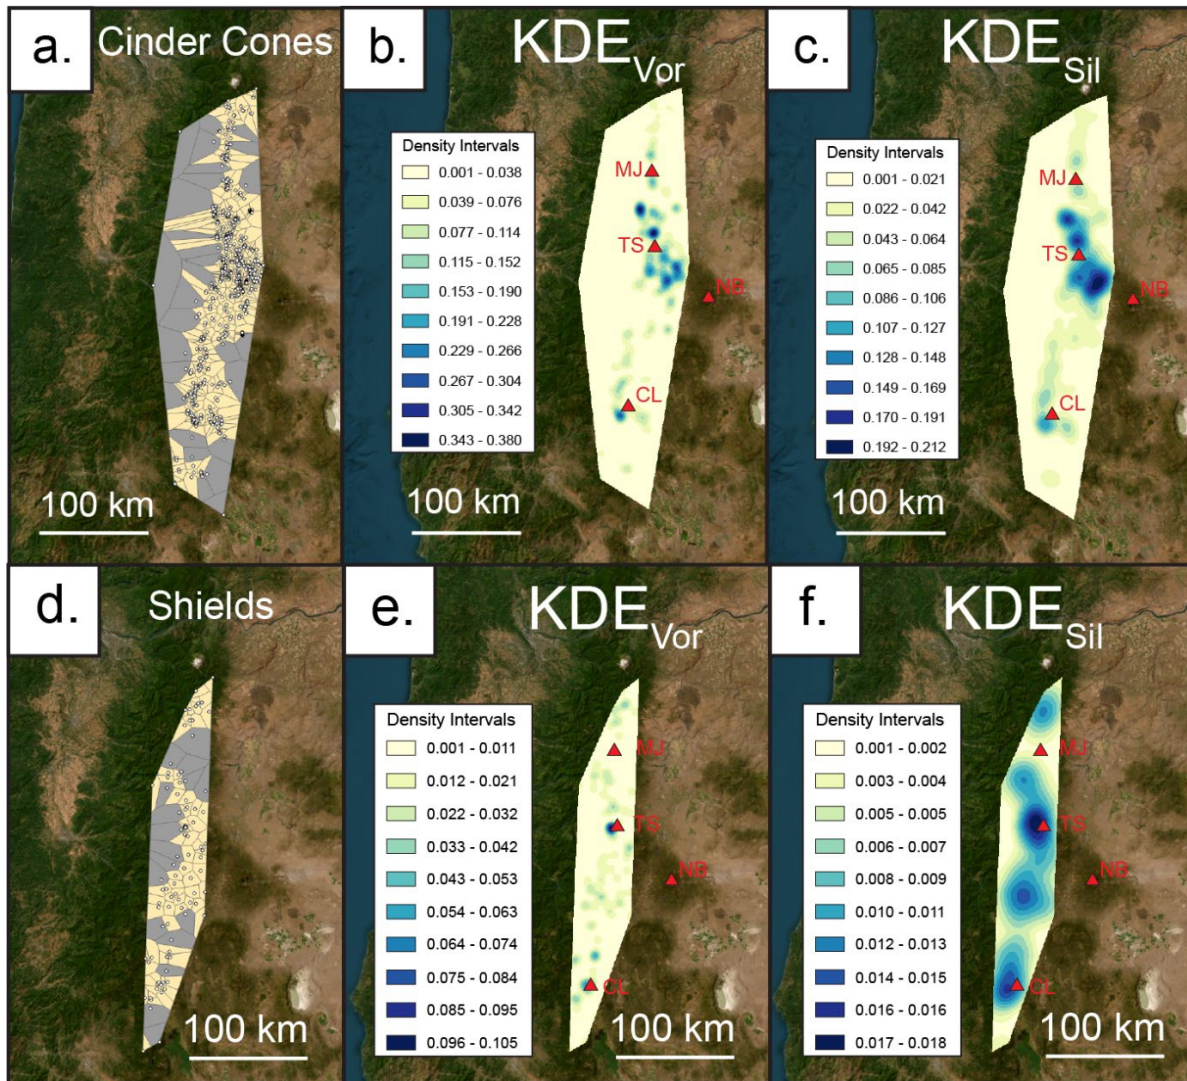 a.
Cinder Cones
100 km
b.
KDE Vor
Density Intervals
0.001 - 0.038
0.039 - 0.076
0.077 - 0.114
0.115 - 0.152
0.153 - 0.190
0.191 - 0.228
0.229 - 0.266
0.267 - 0.304
0.305 - 0.342
0.343 - 0.380
MJ
TS
NB
CL
100 km
c.
KDE Sil
Density Intervals
0.001 - 0.021
0.022 - 0.042
0.043 - 0.064
0.065 - 0.085
0.086 - 0.106
0.107 - 0.127
0.128 - 0.148
0.149 - 0.169
0.170 - 0.191
0.192 - 0.212
MJ
TS
NB
CL
100 km
d.
Shields
100 km
e.
KDE Vor
Density Intervals
0.001 - 0.011
0.012 - 0.021
0.022 - 0.032
0.033 - 0.042
0.043 - 0.053
0.054 - 0.063
0.064 - 0.074
0.075 - 0.084
0.085 - 0.095
0.096 - 0.105
MJ
TS
NB
CL
100 km
f.
KDE Sil
Density Intervals
0.001 - 0.002
0.003 - 0.004
0.005 - 0.005
0.006 - 0.007
0.008 - 0.009
0.010 - 0.011
0.012 - 0.013
0.014 - 0.015
0.016 - 0.016
0.017 - 0.018
MJ
TS
NB
CL
100 km